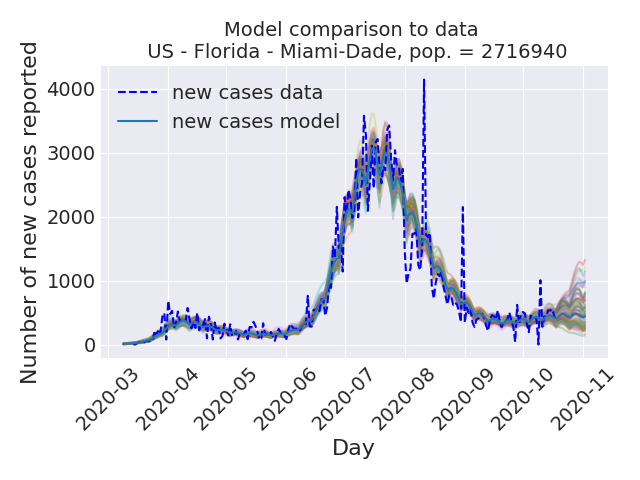 Model comparison to data
US - Florida - Miami-Dade, pop. = 2716940
new cases data
new cases model
Number of new cases reported
4000
3000
2000
1000
0
2020-03
2020-04
2020-05
2020-06
2020-07
2020-08
2020-09
2020-10
2020-11
Day